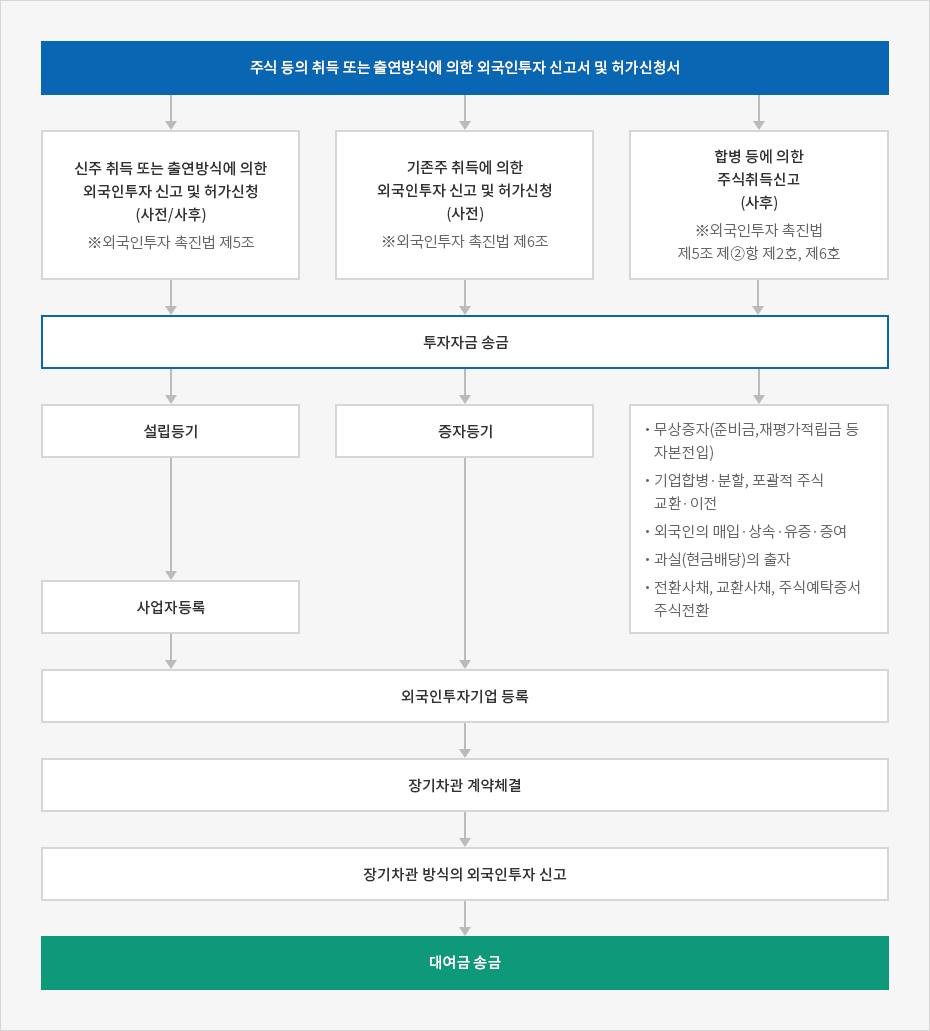 주식 등의 취득 또는 출연방식에 의한 외국인투자 신고서 및 허가신청서
신주 취득 또는 출연방식에 의한
외국인투자 신고 및 허가신청
(사전/사후)
※외국인투자 촉진법 제5조
기존주 취득에 의한
외국인투자 신고 및 허가신청
(사전)
※외국인투자 촉진법 제6조
합병 등에 의한
주식취득신고
(사후)
※외국인투자 촉진법
제5조 제②항 제2호, 제6호
투자자금 송금
설립등기
증자등기
· 무상증자(준비금,재평가적립금 등
자본전입)
· 기업합병·분할, 포괄적 주식
교환·이전
· 외국인의 매입·상속·유증·증여
· 과실(현금배당)의 출자
· 전환사채, 교환사채, 주식예탁증서
주식전환
사업자등록
외국인투자기업 등록
장기차관 계약체결
장기차관 방식의 외국인투자 신고
대여금 송금